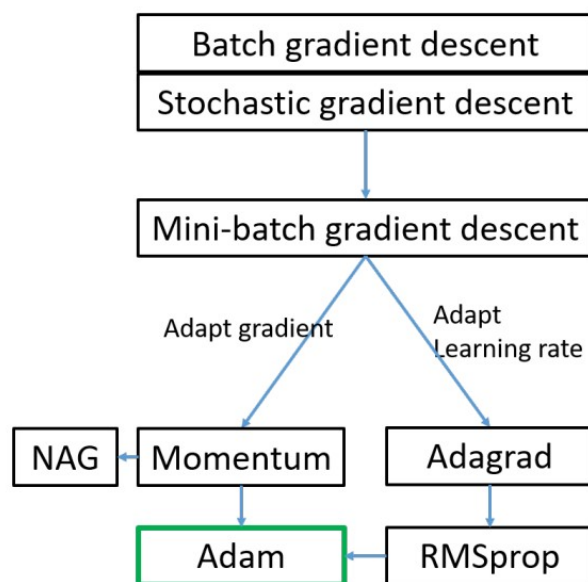 Batch gradient descent
Stochastic gradient descent
Mini-batch gradient descent
Adapt gradient
Adapt
Learning rate
NAG
Momentum
Adagrad
Adam
RMSprop